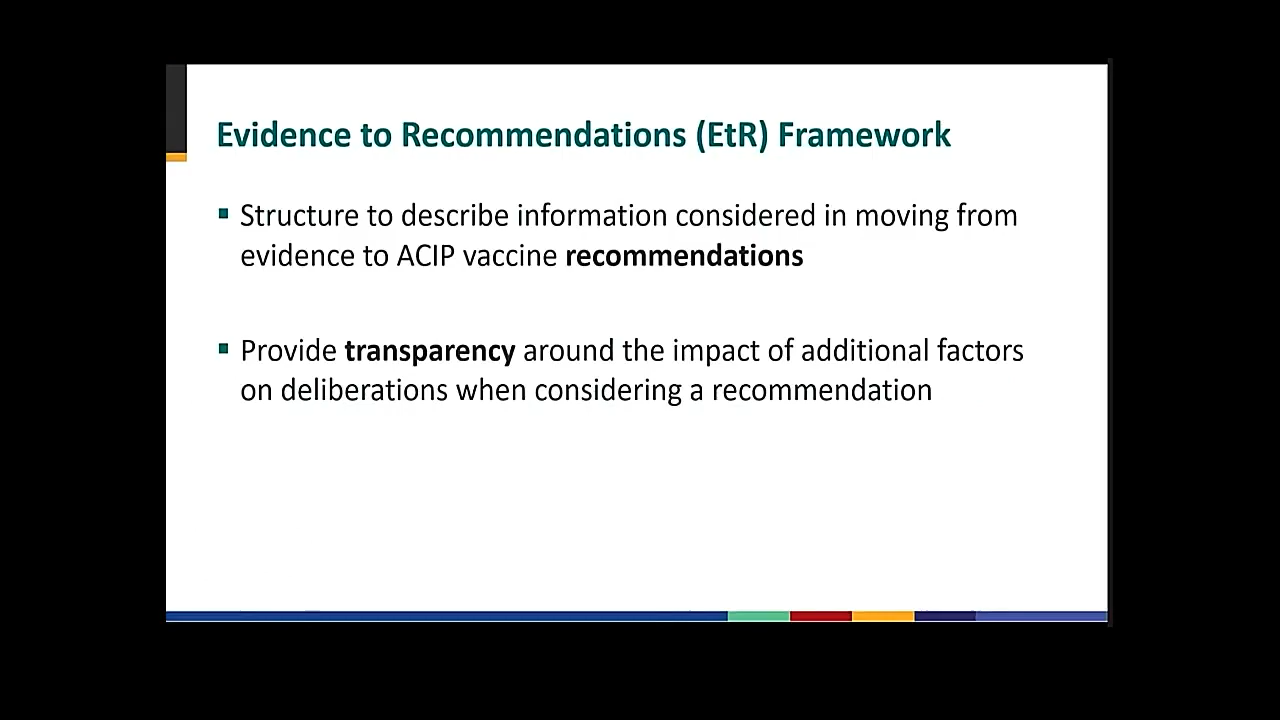 Evidence to Recommendations (EtR) Framework
▪ Structure to describe information considered in moving from
evidence to ACIP vaccine recommendations
▪ Provide transparency around the impact of additional factors
on deliberations when considering a recommendation